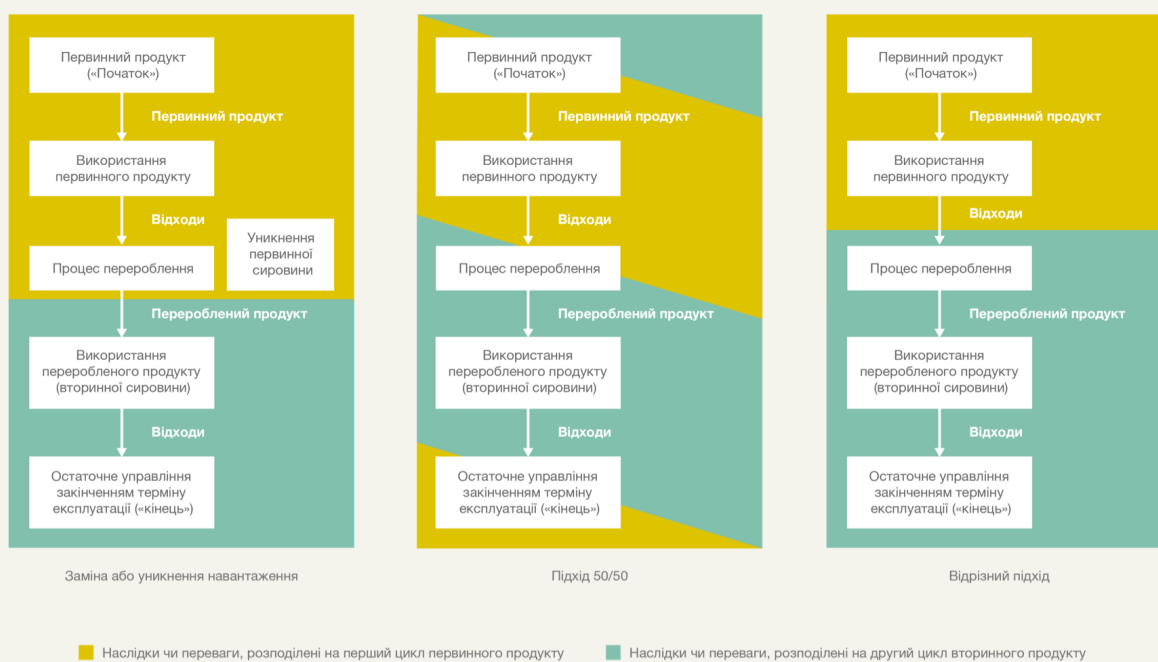 Первинний продукт
(«Початок»)
Первинний продукт
Використання
первинного продукту
Відходи
Уникнення
первинної
сировини
Процес перероблення
Перероблений продукт
Використання
переробленого продукту
(вторинної сировини)
Відходи
Остаточне управління
закінченням терміну
експлуатації («кінець»)
Заміна або уникнення навантаження
Первинний продукт
(«Початок»)
Первинний продукт
Використання
первинного продукту
Відходи
Процес перероблення
Перероблений продукт
Використання
переробленого продукту
(вторинної сировини)
Відходи
Остаточне управління
закінченням терміну
експлуатації («кінець»)
Підхід 50/50
Первинний продукт
(«Початок»)
Первинний продукт
Використання
первинного продукту
Відходи
Процес перероблення
Перероблений продукт
Використання
переробленого продукту
(вторинної сировини)
Відходи
Остаточне управління
закінченням терміну
експлуатації («кінець»)
Відрізний підхід
Наслідки чи переваги, розподілені на перший цикл первинного продукту
Наслідки чи переваги, розподілені на другий цикл вторинного продукту